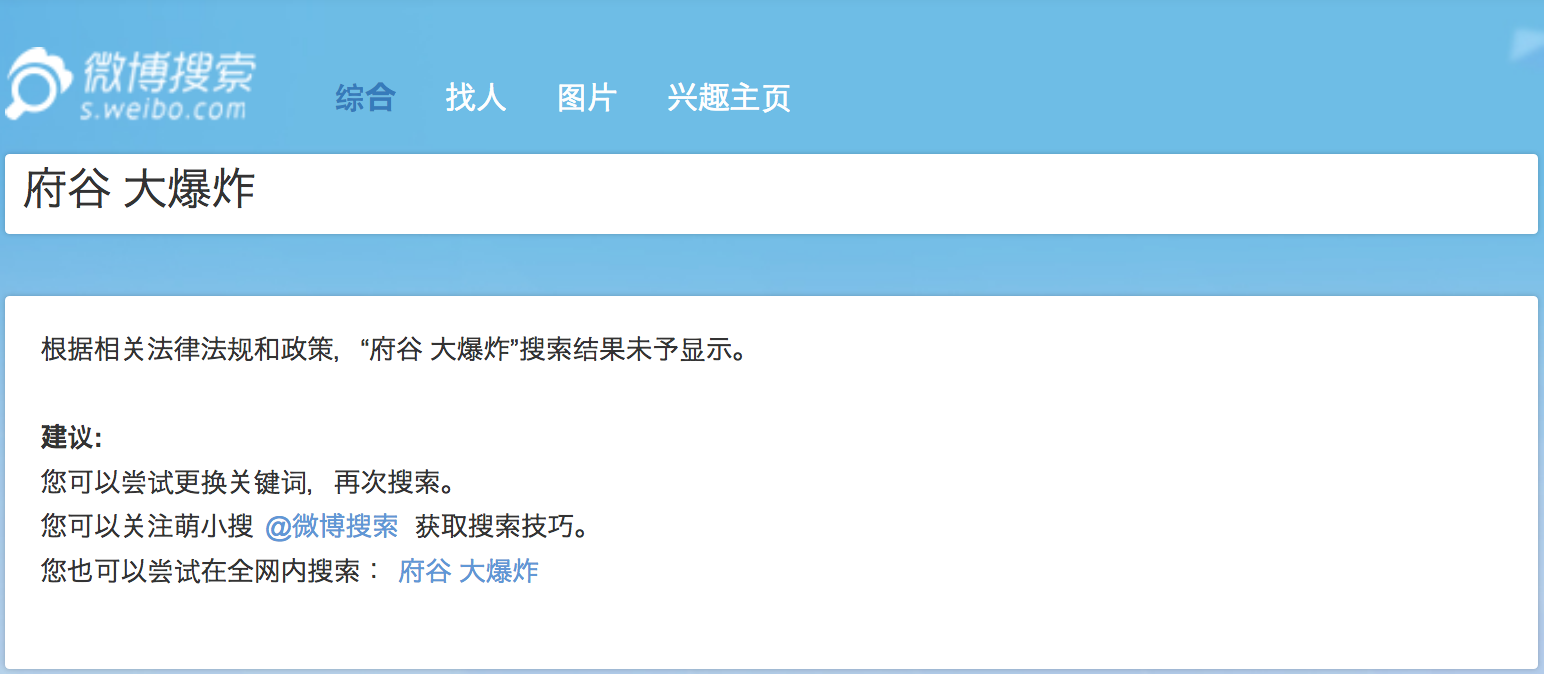 微博搜索
s.weibo.com
综合 找人 图片 兴趣主页
府谷 大爆炸
根据相关法律法规和政策,“府谷 大爆炸”搜索结果未予显示。
建议:
您可以尝试更换关键词,再次搜索。
您可以关注萌小搜 @微博搜索 获取搜索技巧。
您也可以尝试在全网内搜索： 府谷 大爆炸